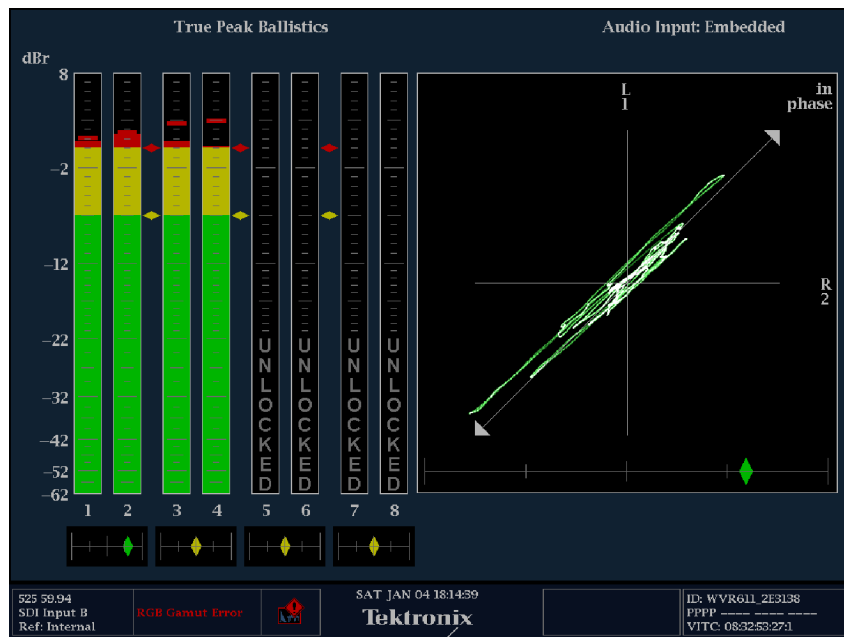 True Peak Ballistics
Audio Input: Embedded
dBr
8
-2
-12
-22
-32
-42
-52
-62
UNLOCKED
UNLOCKED
UNLOCKED
UNLOCKED
1 2 3 4 5 6 7 8
L
1
in
phase
R
2
525 59.94
SDI Input B
Ref: Internal
RGB Gamut Error
SAT JAN 04 18:14:39
Tektronix
ID: WVR611_2E3138
PPPP ---- ---- ----
VITC: 08:32:53:27:1